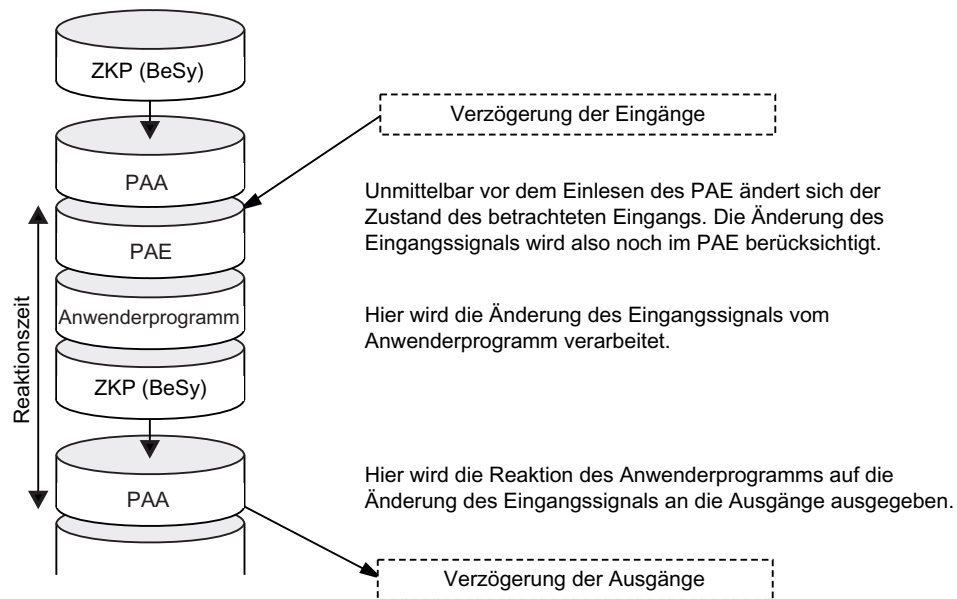 ZKP (BeSy)
Verzögerung der Eingänge
PAA
Unmittelbar vor dem Einlesen des PAE ändert sich der
Zustand des betrachteten Eingangs. Die Änderung des
Eingangssignals wird also noch im PAE berücksichtigt.
PAE
Reaktionszeit
Anwenderprogramm
Hier wird die Änderung des Eingangssignals vom
Anwenderprogramm verarbeitet.
ZKP (BeSy)
PAA
Hier wird die Reaktion des Anwenderprogramms auf die
Änderung des Eingangssignals an die Ausgänge ausgegeben.
Verzögerung der Ausgänge